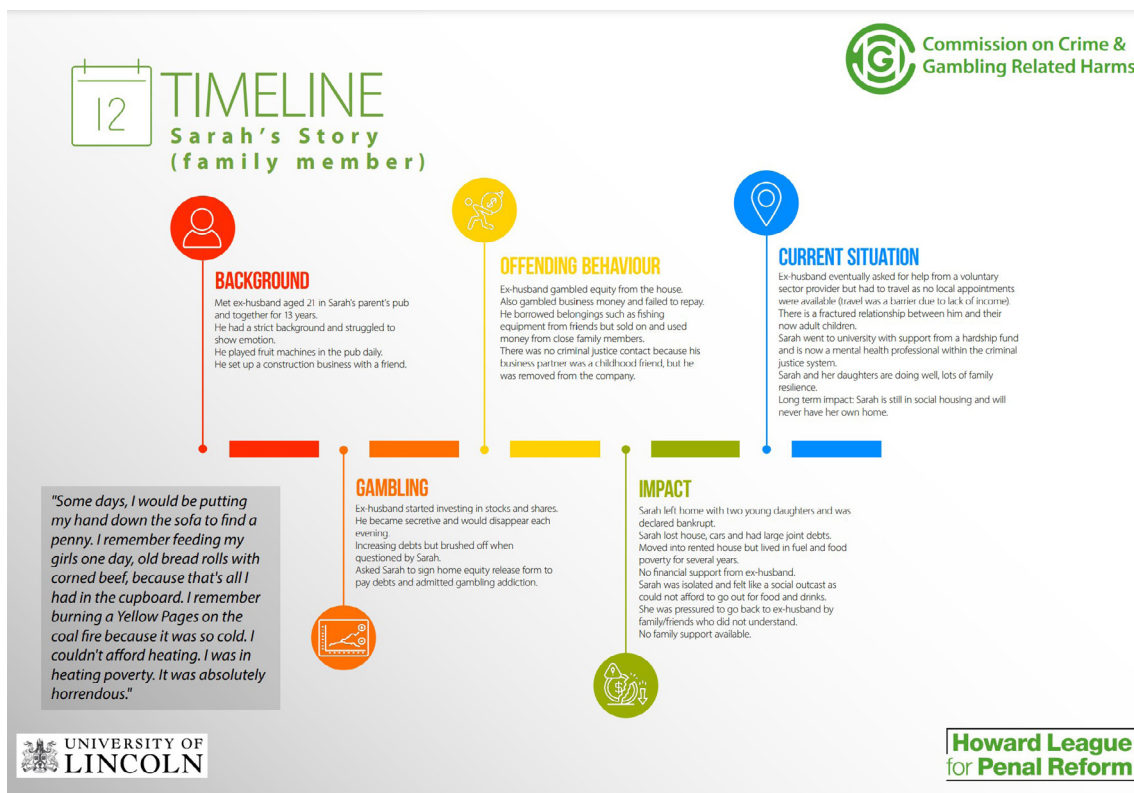 Commission on Crime &
Gambling Related Harms
12
TIMELINE
Sarah's Story
(family member)
BACKGROUND
Met ex-husband aged 21 in Sarah's parent's pub
and together for 13 years.
He had a strict background and struggled to
show emotion.
He played fruit machines in the pub daily.
He set up a construction business with a friend.
GAMBLING
Ex-husband started investing in stocks and shares.
He became secretive and would disappear each
evening.
Increasing debts but brushed off when
questioned by Sarah.
Asked Sarah to sign home equity release form to
pay debts and admitted gambling addiction.
OFFENDING BEHAVIOUR
Ex-husband gambled equity from the house.
Also gambled business money and failed to repay.
He borrowed belongings such as fishing
equipment from friends but sold on and used
money from close family members.
There was no criminal justice contact because his
business partner was a childhood friend, but he
was removed from the company.
IMPACT
Sarah left home with two young daughters and was
declared bankrupt.
Sarah lost house, cars and had large joint debts.
Moved into rented house but lived in fuel and food
poverty for several years.
No financial support from ex-husband.
Sarah was isolated and felt like a social outcast as
could not afford to go out for food and drinks.
She was pressured to go back to ex-husband by
family/friends who did not understand.
No family support available.
CURRENT SITUATION
Ex-husband eventually asked for help from a voluntary
sector provider but had to travel as no local appointments
were available (travel was a barrier due to lack of income).
There is a fractured relationship between him and their
now adult children.
Sarah went to university with support from a hardship fund
and is now a mental health professional within the criminal
justice system.
Sarah and her daughters are doing well, lots of family
resilience.
Long term impact: Sarah is still in social housing and will
never have her own home.
"Some days, I would be putting
my hand down the sofa to find a
penny. I remember feeding my
girls one day, old bread rolls with
corned beef, because that's all I
had in the cupboard. I remember
burning a Yellow Pages on the
coal fire because it was so cold. I
couldn't afford heating. I was in
heating poverty. It was absolutely
horrendous."
UNIVERSITY OF
LINCOLN
Howard League
for Penal Reform